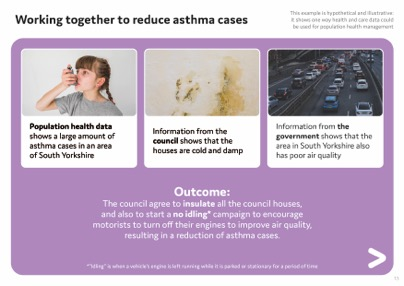 Working together to reduce asthma cases
This example is hypothetical and illustrative.
It shows one way health and care data could
be used for population health management
Population health data
shows a large amount of
asthma cases in an area
of South Yorkshire
Information from the
council shows that the
houses are cold and damp
Information from the
government shows that the
area in South Yorkshire also
has poor air quality
Outcome:
The council agree to insulate all the council houses,
and also to start a no idling* campaign to encourage
motorists to turn off their engines to improve air quality,
resulting in a reduction of asthma cases.
*"Idling" is when a vehicle's engine is left running while it is parked or stationary for a period of time